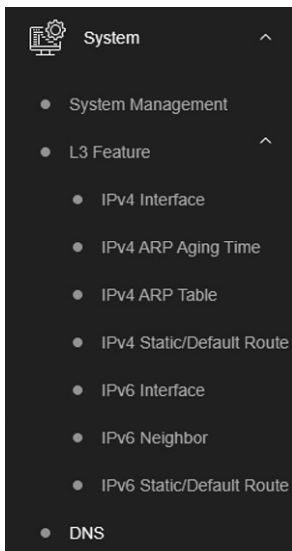 System
System Management
L3 Feature
IPv4 Interface
IPv4 ARP Aging Time
IPv4 ARP Table
IPv4 Static/Default Route
IPv6 Interface
IPv6 Neighbor
IPv6 Static/Default Route
DNS